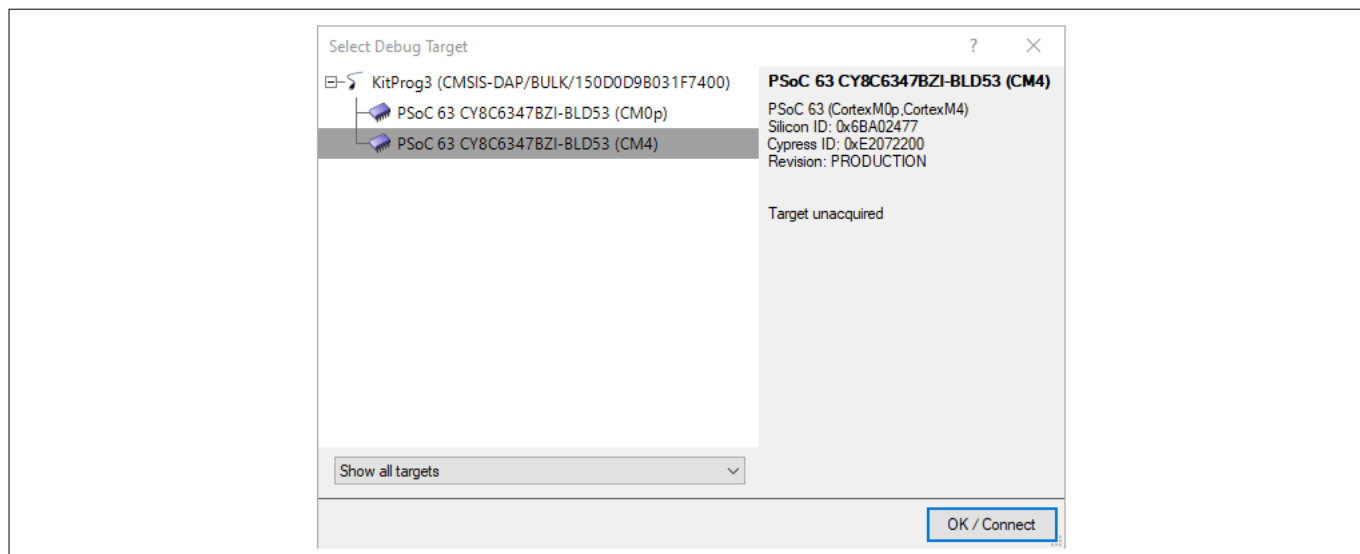 Select Debug Target
?
KitProg3 (CMSIS-DAP/BULK/150D0D9B031F7400)
PSoC 63 CY8C6347BZI-BLD53 (CM0p)
PSoC 63 CY8C6347BZI-BLD53 (CM4)
PSoC 63 CY8C6347BZI-BLD53 (CM4)
PSoC 63 (CortexM0p,CortexM4)
Silicon ID: 0x6BA02477
Cypress ID: 0xE2072200
Revision: PRODUCTION
Target unacquired
Show all targets
OK / Connect